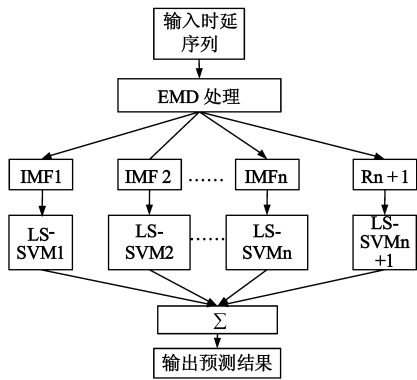 输入时延
序列
EMD 处理
IMF1
IMF 2
……
IMFn
Rn + 1
LS-
SVM1
LS-
SVM2
……
LS-
SVMn
LS-
SVMn
+1
∑
输出预测结果